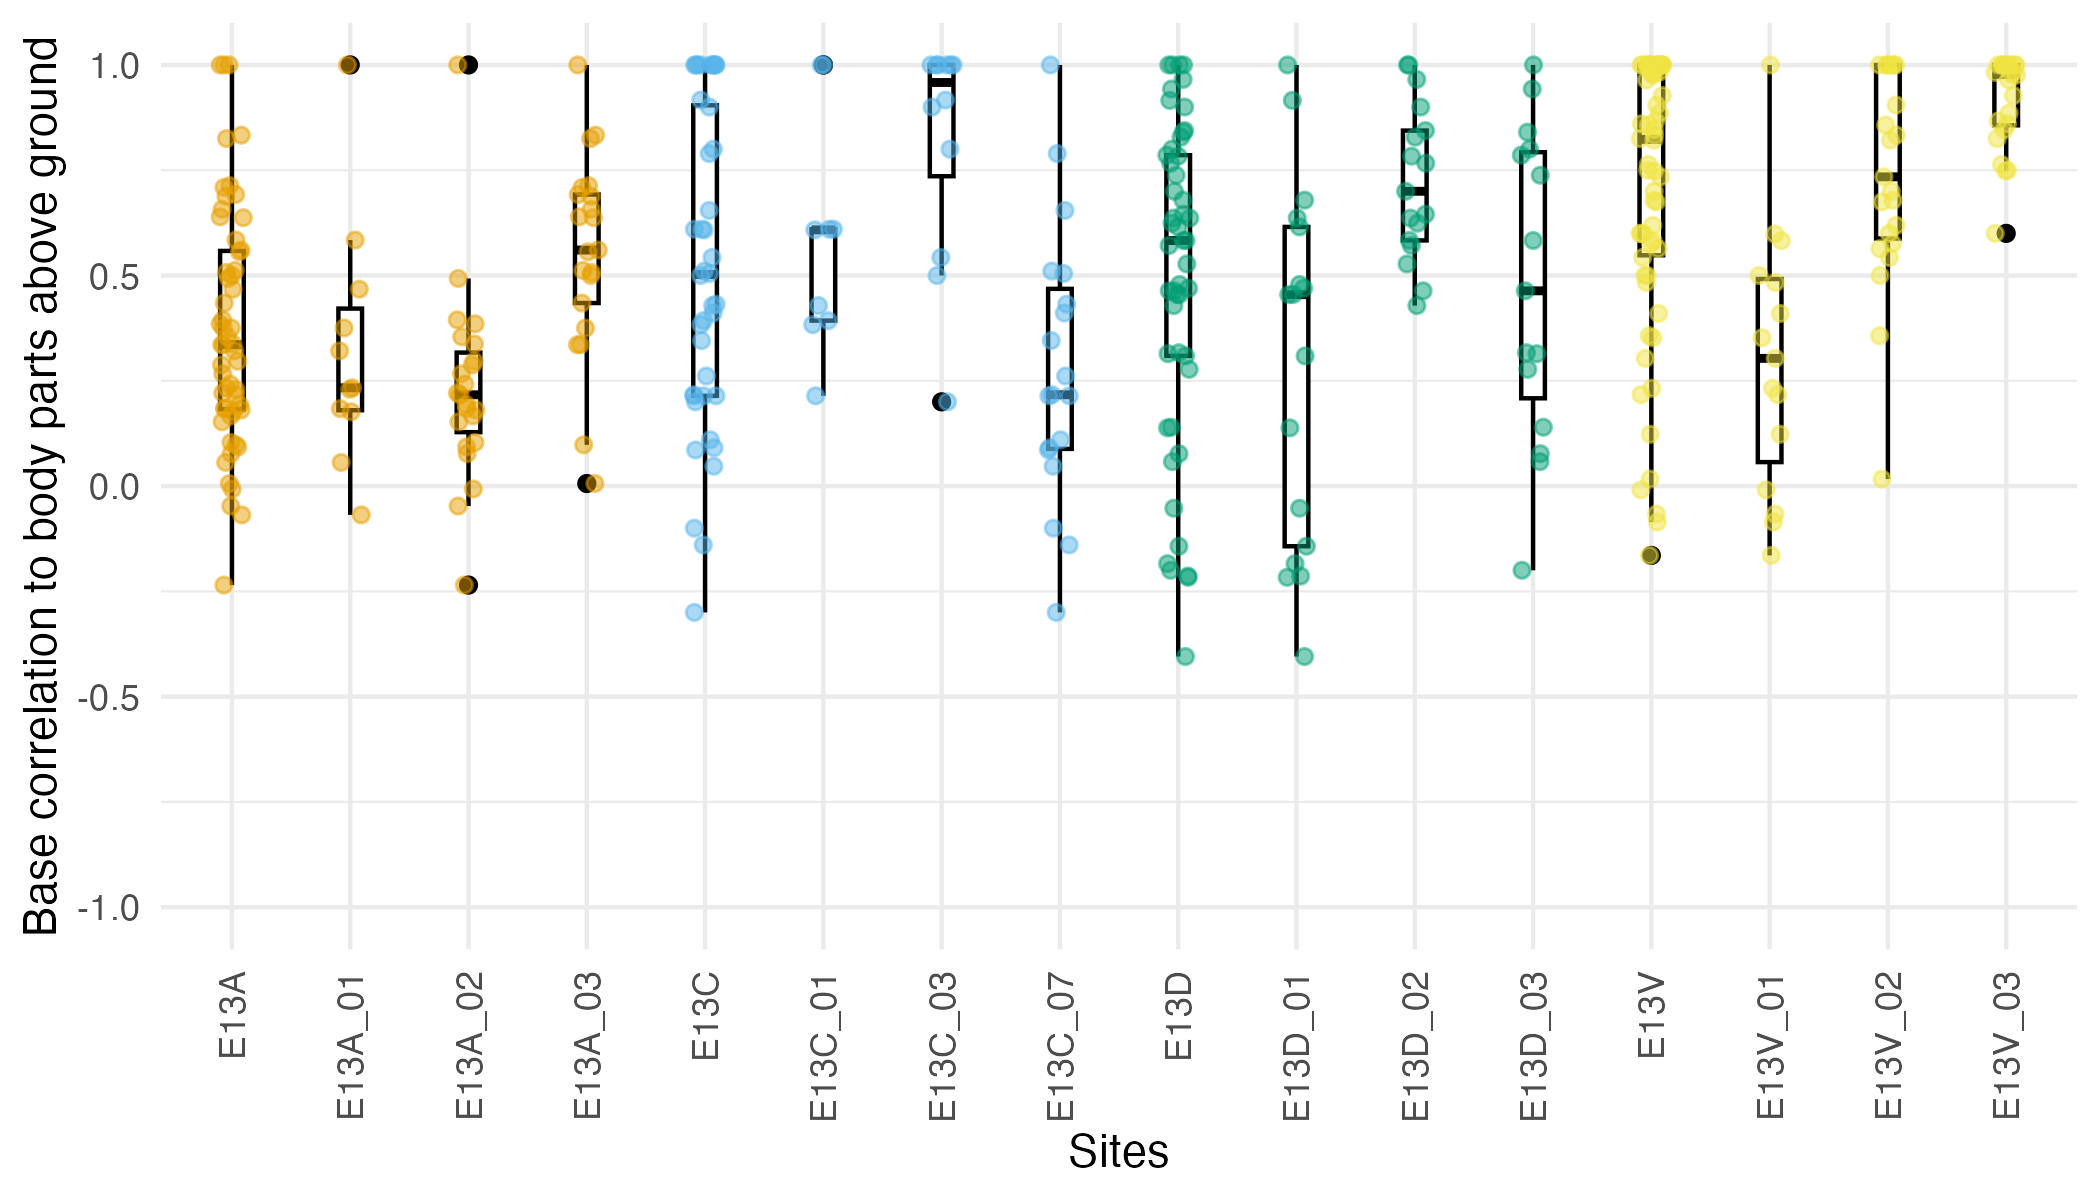 Base correlation to body parts above ground
1.0
0.5
0.0
-0.5
-1.0
E13A
E13A_01
E13A_02
E13A_03
E13C
E13C_01
E13C_03
E13C_07
E13D
E13D_01
E13D_02
E13D_03
E13V
E13V_01
E13V_02
E13V_03
Sites